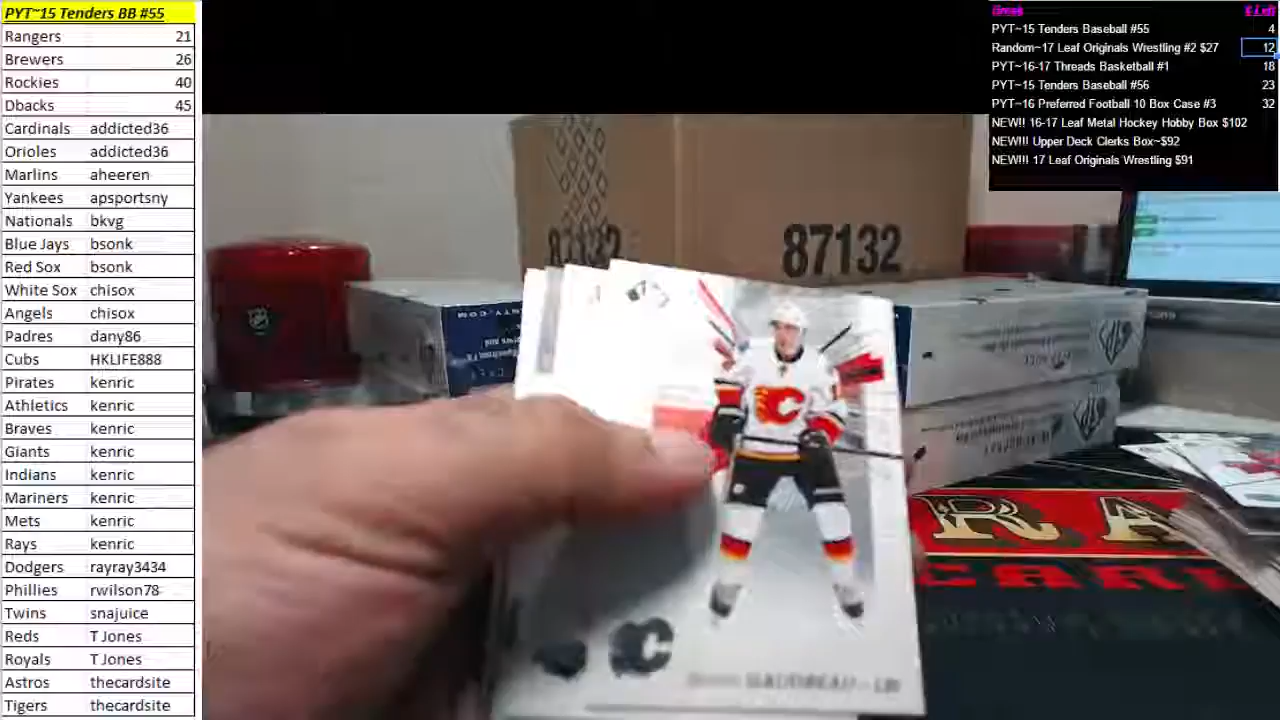 PYT~15 Tenders BB #55
Rangers 21
Brewers 26
Rockies 40
Dbacks 45
Cardinals addicted36
Orioles addicted36
Marlins aheeren
Yankees apsportsny
Nationals bkvg
Blue Jays bsonk
Red Sox bsonk
White Sox chisox
Angels chisox
Padres dany86
Cubs HKLIFE888
Pirates kenric
Athletics kenric
Braves kenric
Giants kenric
Indians kenric
Mariners kenric
Mets kenric
Rays kenric
Dodgers rayray3434
Phillies rwilson78
Twins snajuice
Reds T Jones
Royals T Jones
Astros thecardsite
Tigers thecardsite
Break
PYT~15 Tenders Baseball #55 4
Random~17 Leaf Originals Wrestling #2 $27 12
PYT~16-17 Threads Basketball #1 18
PYT~15 Tenders Baseball #56 23
PYT~16 Preferred Football 10 Box Case #3 32
NEW!! 16-17 Leaf Metal Hockey Hobby Box $102
NEW!!! Upper Deck Clerks Box~$92
NEW!!! 17 Leaf Originals Wrestling $91
87132
87132
R A
CARD
GAUDREAU